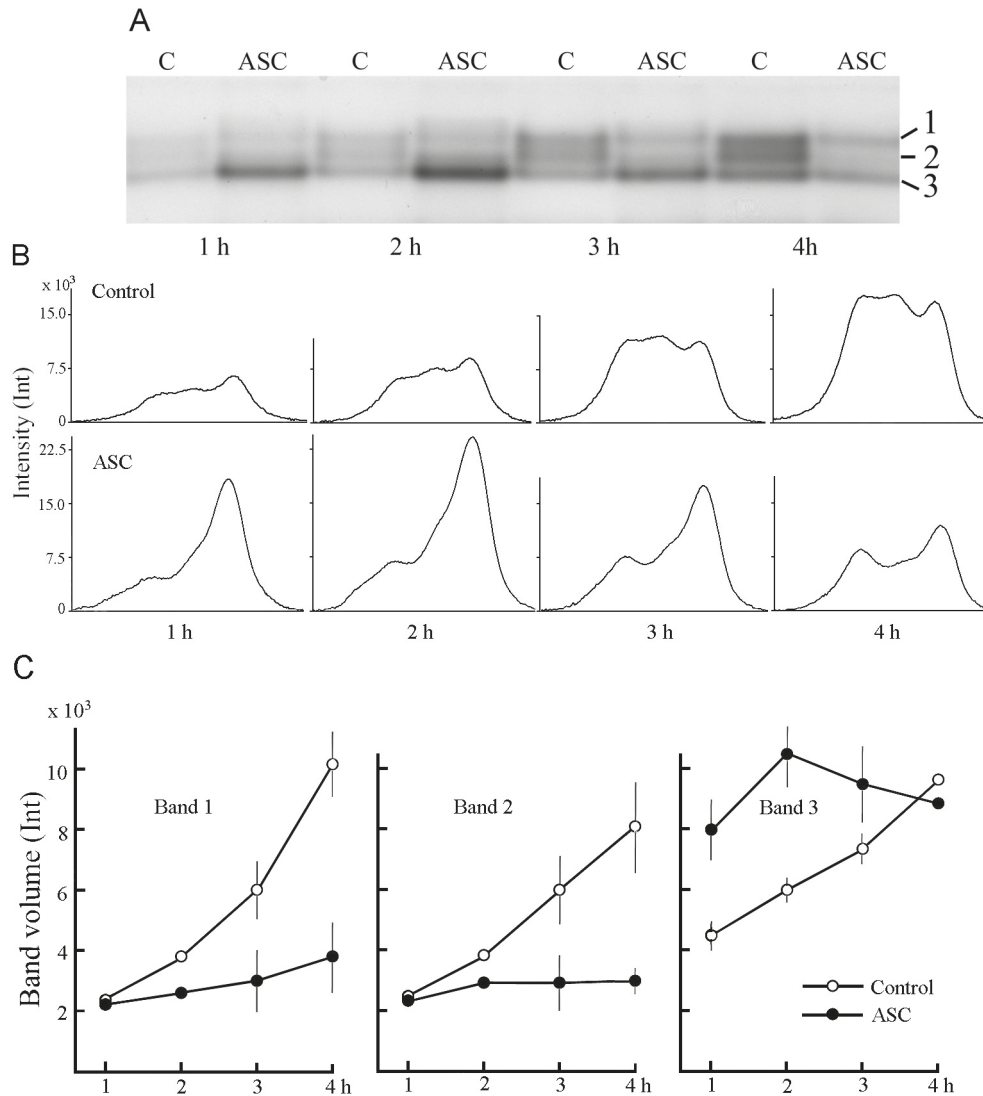 A
C ASC C ASC C ASC C ASC
1
2
3
1 h 2 h 3 h 4h
B
x 10³
Control
15.0
7.5
0
Intensity (Int)
22.5
ASC
15.0
7.5
0
1 h 2 h 3 h 4 h
C
x 10³
Band volume (Int)
10
8
6
4
2
Band 1
Band 2
Band 3
Control
ASC
1 2 3 4 h
1 2 3 4 h
1 2 3 4 h